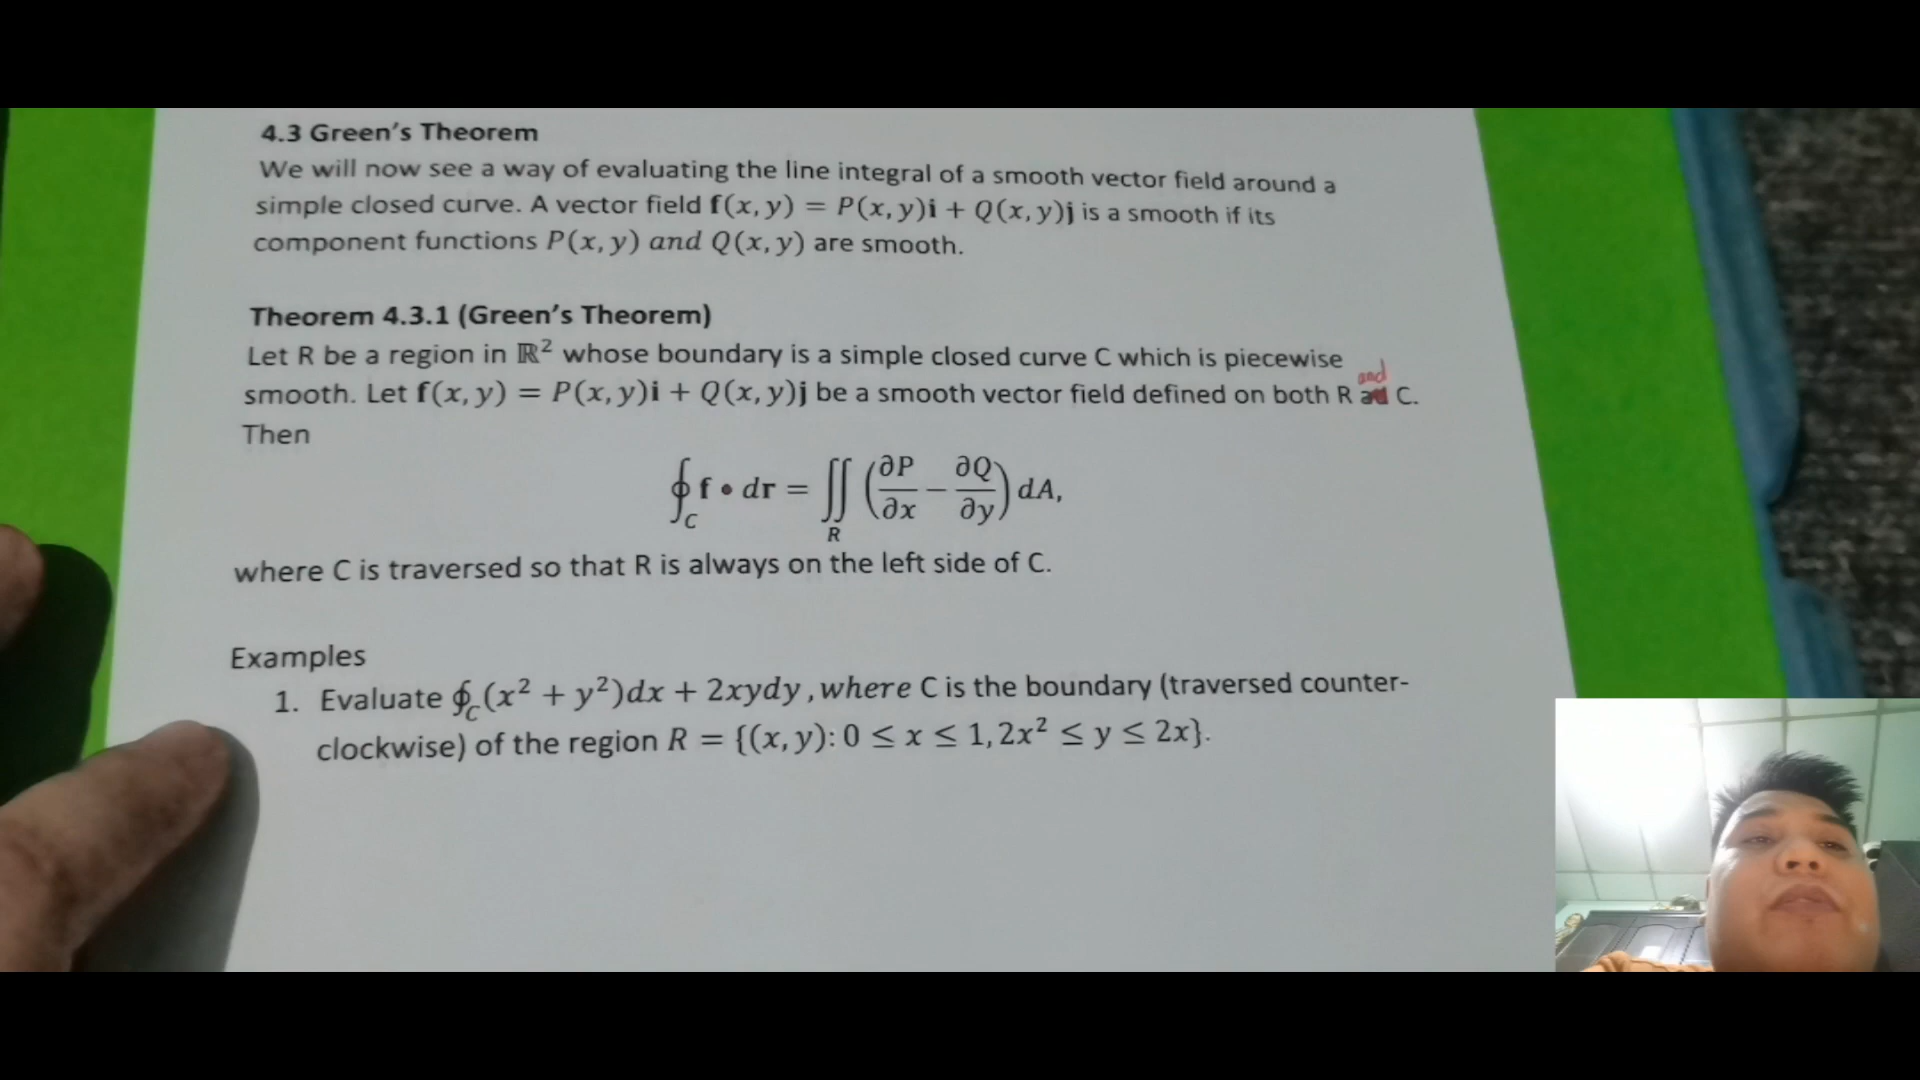 4.3 Green's Theorem
We will now see a way of evaluating the line integral of a smooth vector field around a
simple closed curve. A vector field f(x, y) = P(x, y)i + Q(x, y)j is a smooth if its
component functions P(x, y) and Q(x, y) are smooth.
Theorem 4.3.1 (Green's Theorem)
Let R be a region in ℝ² whose boundary is a simple closed curve C which is piecewise
and
smooth. Let f(x, y) = P(x, y)i + Q(x, y)j be a smooth vector field defined on both R C.
Then
∮_C f • dr = ∬_R (∂P/∂x − ∂Q/∂y) dA,
where C is traversed so that R is always on the left side of C.
Examples
1. Evaluate ∮_C (x² + y²)dx + 2xydy, where C is the boundary (traversed counter-
clockwise) of the region R = {(x, y): 0 ≤ x ≤ 1, 2x² ≤ y ≤ 2x}.